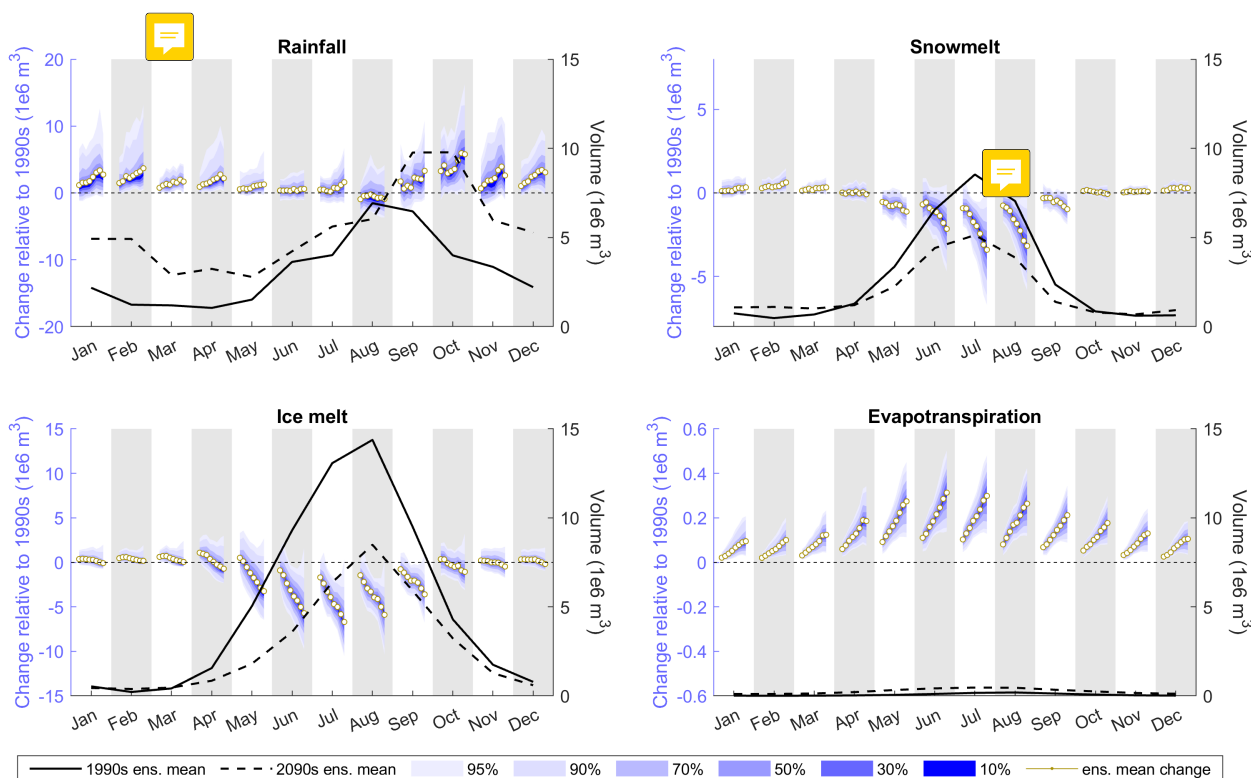 Rainfall
Change relative to 1990s (1e6 m3)
20
10
0
-10
-20
Volume (1e6 m3)
15
10
5
0
Jan Feb Mar Apr May Jun Jul Aug Sep Oct Nov Dec
Snowmelt
Change relative to 1990s (1e6 m3)
5
0
-5
Volume (1e6 m3)
15
10
5
0
Jan Feb Mar Apr May Jun Jul Aug Sep Oct Nov Dec
Ice melt
Change relative to 1990s (1e6 m3)
15
10
5
0
-5
-10
-15
Volume (1e6 m3)
15
10
5
0
Jan Feb Mar Apr May Jun Jul Aug Sep Oct Nov Dec
Evapotranspiration
Change relative to 1990s (1e6 m3)
0.6
0.4
0.2
0
-0.2
-0.4
-0.6
Volume (1e6 m3)
15
10
5
0
Jan Feb Mar Apr May Jun Jul Aug Sep Oct Nov Dec
1990s ens. mean 2090s ens. mean 95% 90% 70% 50% 30% 10% ens. mean change